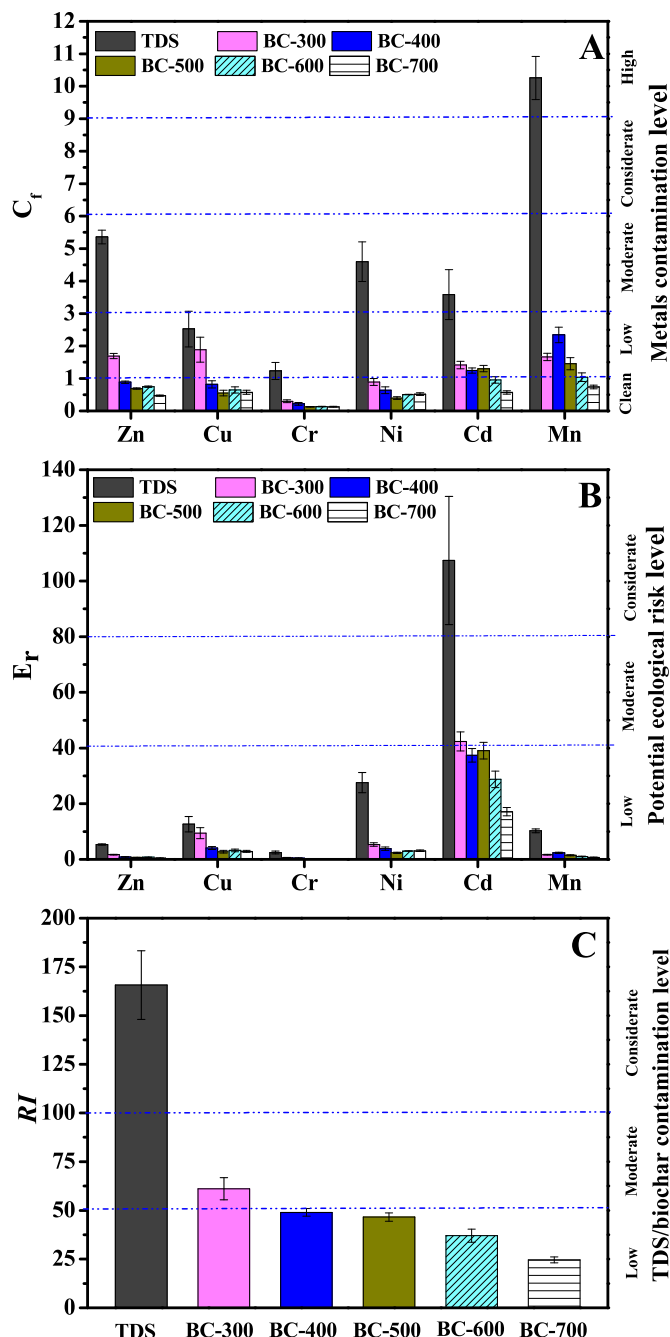 12
11
10
9
8
7
6
5
4
3
2
1
0
C_f
TDS
BC-300
BC-400
BC-500
BC-600
BC-700
A
High
Considerate
Moderate
Low
Clean
Metals contamination level
Zn Cu Cr Ni Cd Mn
140
120
100
80
60
40
20
0
E_r
TDS
BC-300
BC-400
BC-500
BC-600
BC-700
B
Considerate
Moderate
Low
Potential ecological risk level
Zn Cu Cr Ni Cd Mn
200
175
150
125
100
75
50
25
0
RI
C
Considerate
Moderate
Low
TDS/biochar contamination level
TDS BC-300 BC-400 BC-500 BC-600 BC-700